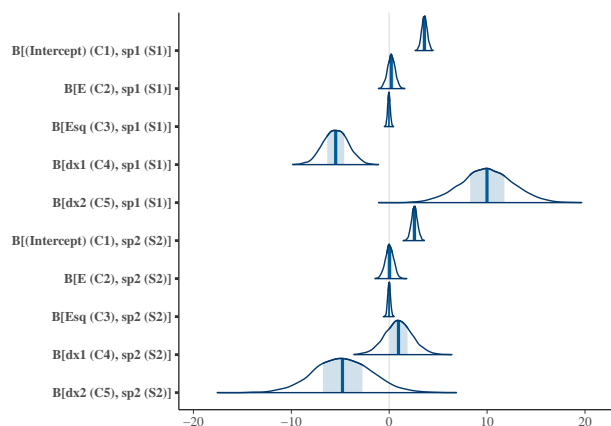 B[(Intercept) (C1), sp1 (S1)]
B[E (C2), sp1 (S1)]
B[Esq (C3), sp1 (S1)]
B[dx1 (C4), sp1 (S1)]
B[dx2 (C5), sp1 (S1)]
B[(Intercept) (C1), sp2 (S2)]
B[E (C2), sp2 (S2)]
B[Esq (C3), sp2 (S2)]
B[dx1 (C4), sp2 (S2)]
B[dx2 (C5), sp2 (S2)]
−20 −10 0 10 20